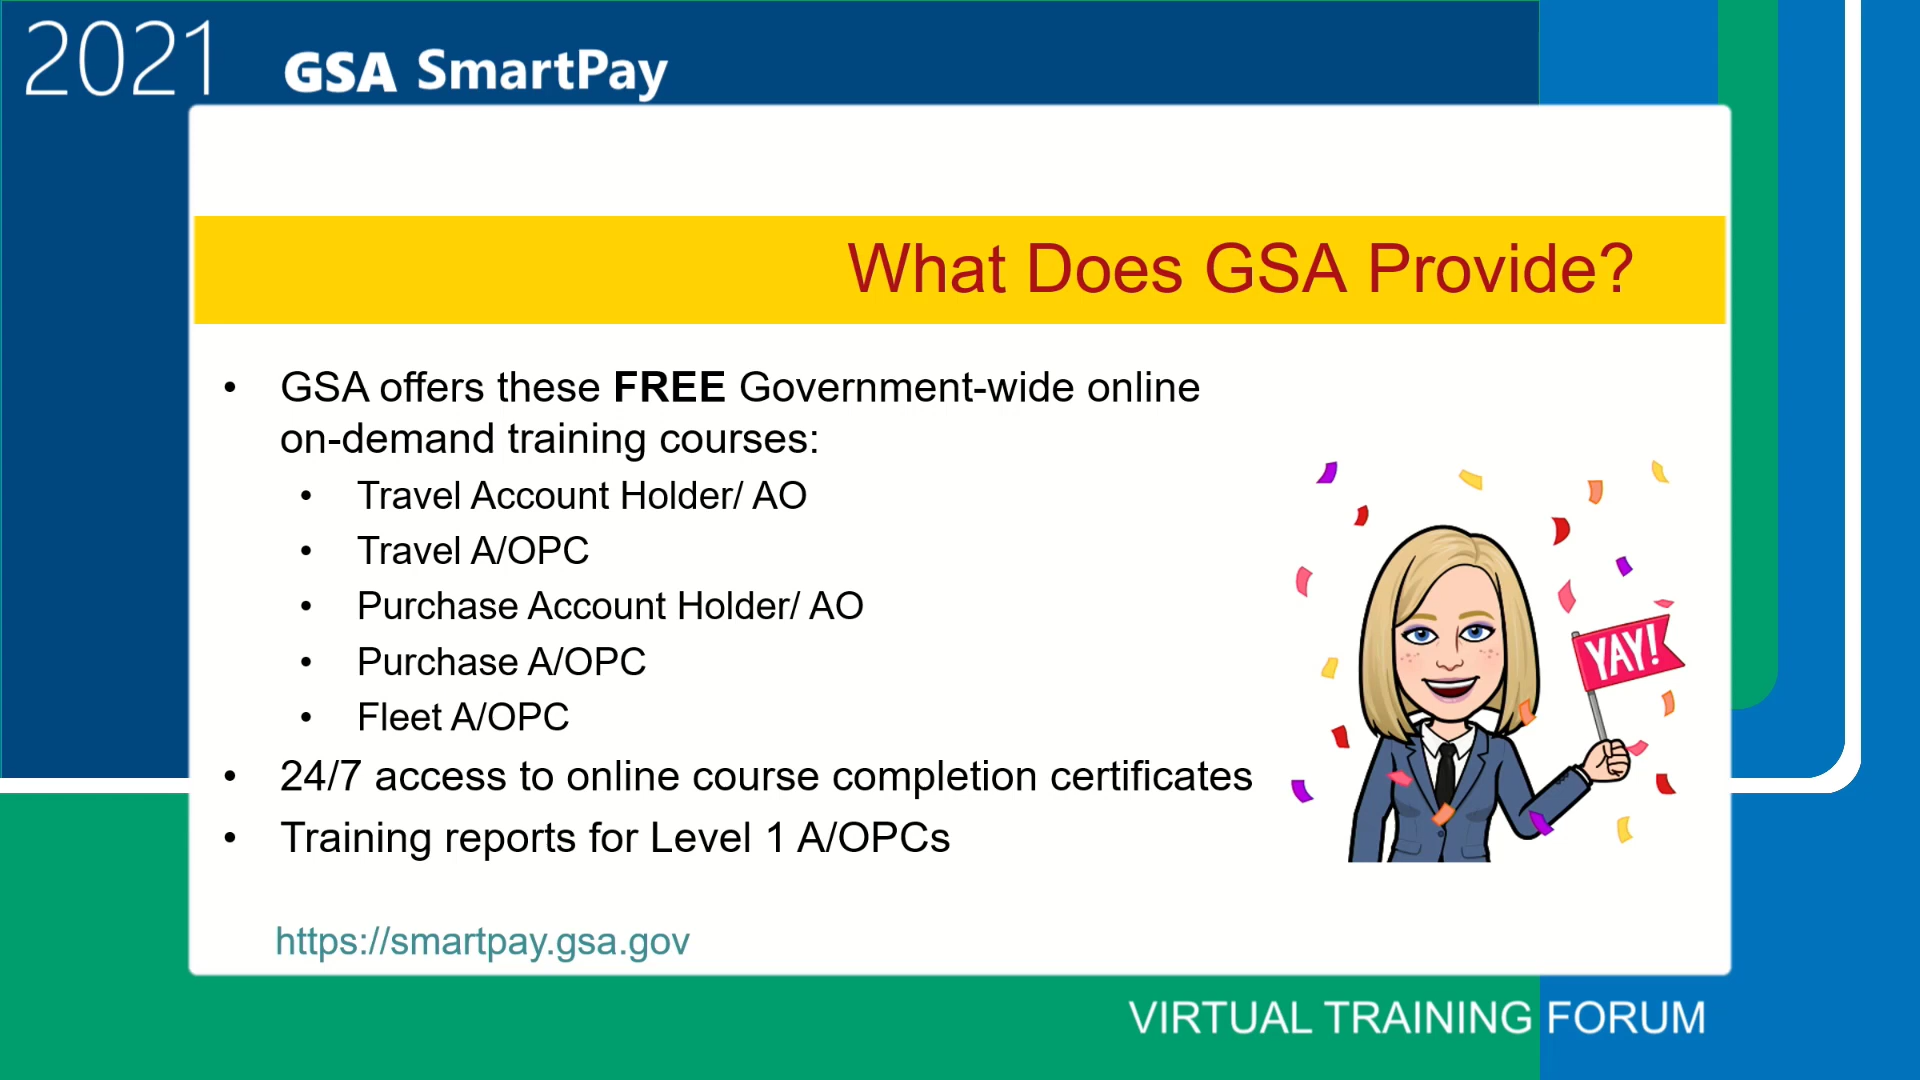 2021 GSA SmartPay
What Does GSA Provide?
• GSA offers these FREE Government-wide online
on-demand training courses:
• Travel Account Holder/ AO
• Travel A/OPC
• Purchase Account Holder/ AO
• Purchase A/OPC
• Fleet A/OPC
YAY!
• 24/7 access to online course completion certificates
• Training reports for Level 1 A/OPCs
https://smartpay.gsa.gov
VIRTUAL TRAINING FORUM